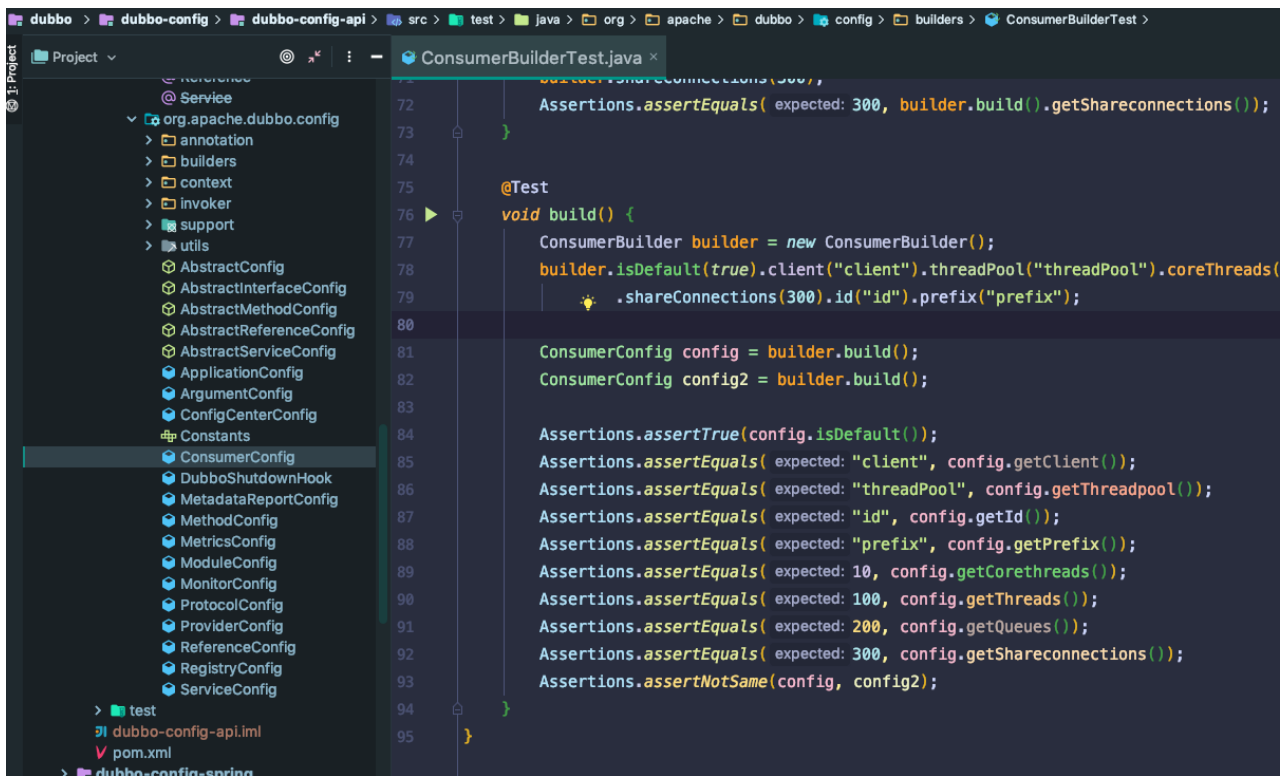 dubbo > dubbo-config > dubbo-config-api > src > test > java > org > apache > dubbo > config > builders > ConsumerBuilderTest >
1: Project
Project
Reference
@ Service
org.apache.dubbo.config
annotation
builders
context
invoker
support
utils
AbstractConfig
AbstractInterfaceConfig
AbstractMethodConfig
AbstractReferenceConfig
AbstractServiceConfig
ApplicationConfig
ArgumentConfig
ConfigCenterConfig
Constants
ConsumerConfig
DubboShutdownHook
MetadataReportConfig
MethodConfig
MetricsConfig
ModuleConfig
MonitorConfig
ProtocolConfig
ProviderConfig
ReferenceConfig
RegistryConfig
ServiceConfig
test
dubbo-config-api.iml
pom.xml
dubbo-config-spring
ConsumerBuilderTest.java ×
71 builder.shareConnections(300);
72 Assertions.assertEquals( expected: 300, builder.build().getShareconnections());
73 }
74
75 @Test
76 void build() {
77 ConsumerBuilder builder = new ConsumerBuilder();
78 builder.isDefault(true).client("client").threadPool("threadPool").coreThreads(
79 .shareConnections(300).id("id").prefix("prefix");
80
81 ConsumerConfig config = builder.build();
82 ConsumerConfig config2 = builder.build();
83
84 Assertions.assertTrue(config.isDefault());
85 Assertions.assertEquals( expected: "client", config.getClient());
86 Assertions.assertEquals( expected: "threadPool", config.getThreadpool());
87 Assertions.assertEquals( expected: "id", config.getId());
88 Assertions.assertEquals( expected: "prefix", config.getPrefix());
89 Assertions.assertEquals( expected: 10, config.getCorethreads());
90 Assertions.assertEquals( expected: 100, config.getThreads());
91 Assertions.assertEquals( expected: 200, config.getQueues());
92 Assertions.assertEquals( expected: 300, config.getShareconnections());
93 Assertions.assertNotSame(config, config2);
94 }
95 }